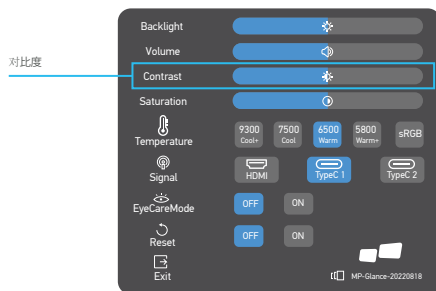 Backlight
Volume
对比度
Contrast
Saturation
Temperature
9300 Cool+
7500 Cool
6500 Warm
5800 Warm+
sRGB
Signal
HDMI
TypeC 1
TypeC 2
EyeCareMode
OFF ON
Reset
OFF ON
Exit
MP-Glance-20220818